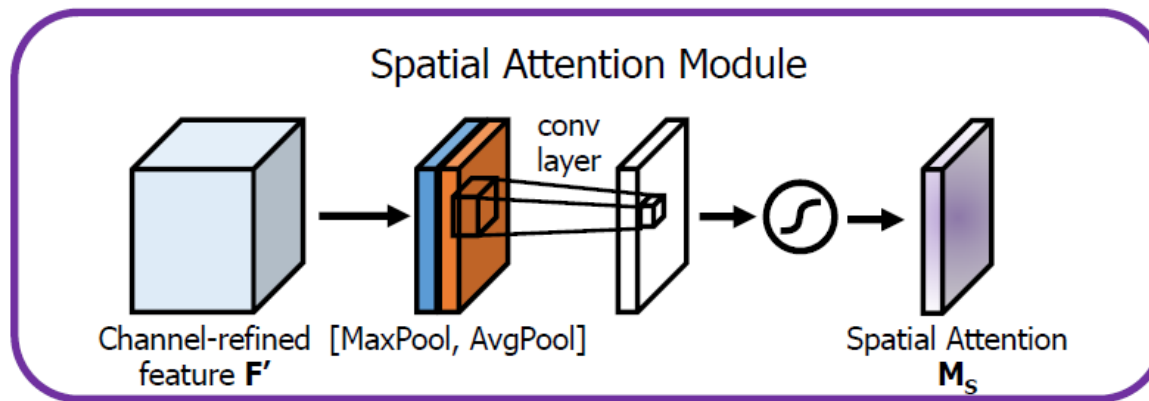 Spatial Attention Module
conv
layer
Channel-refined
feature F’
[MaxPool, AvgPool]
Spatial Attention
Mₛ